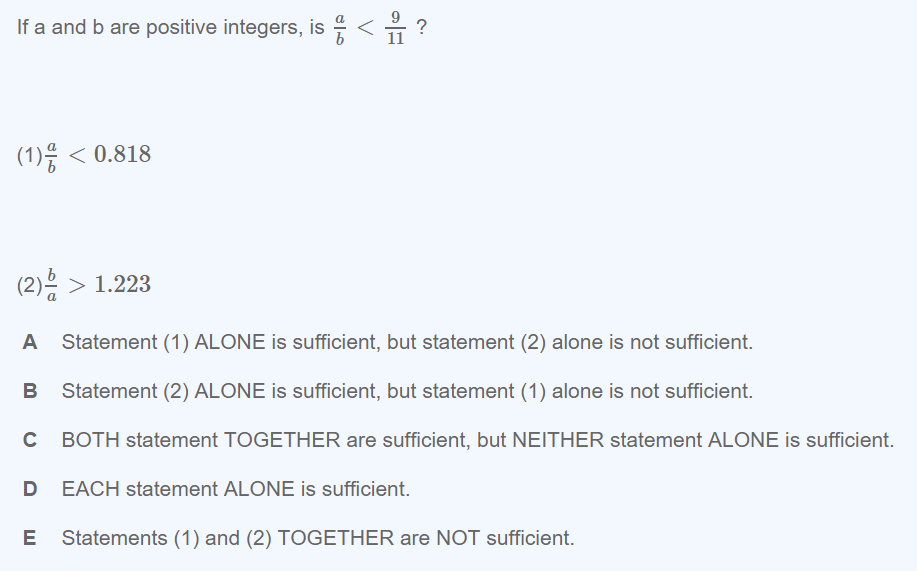 If a and b are positive integers, is a/b < 9/11 ?
(1) a/b < 0.818
(2) b/a > 1.223
A Statement (1) ALONE is sufficient, but statement (2) alone is not sufficient.
B Statement (2) ALONE is sufficient, but statement (1) alone is not sufficient.
C BOTH statement TOGETHER are sufficient, but NEITHER statement ALONE is sufficient.
D EACH statement ALONE is sufficient.
E Statements (1) and (2) TOGETHER are NOT sufficient.